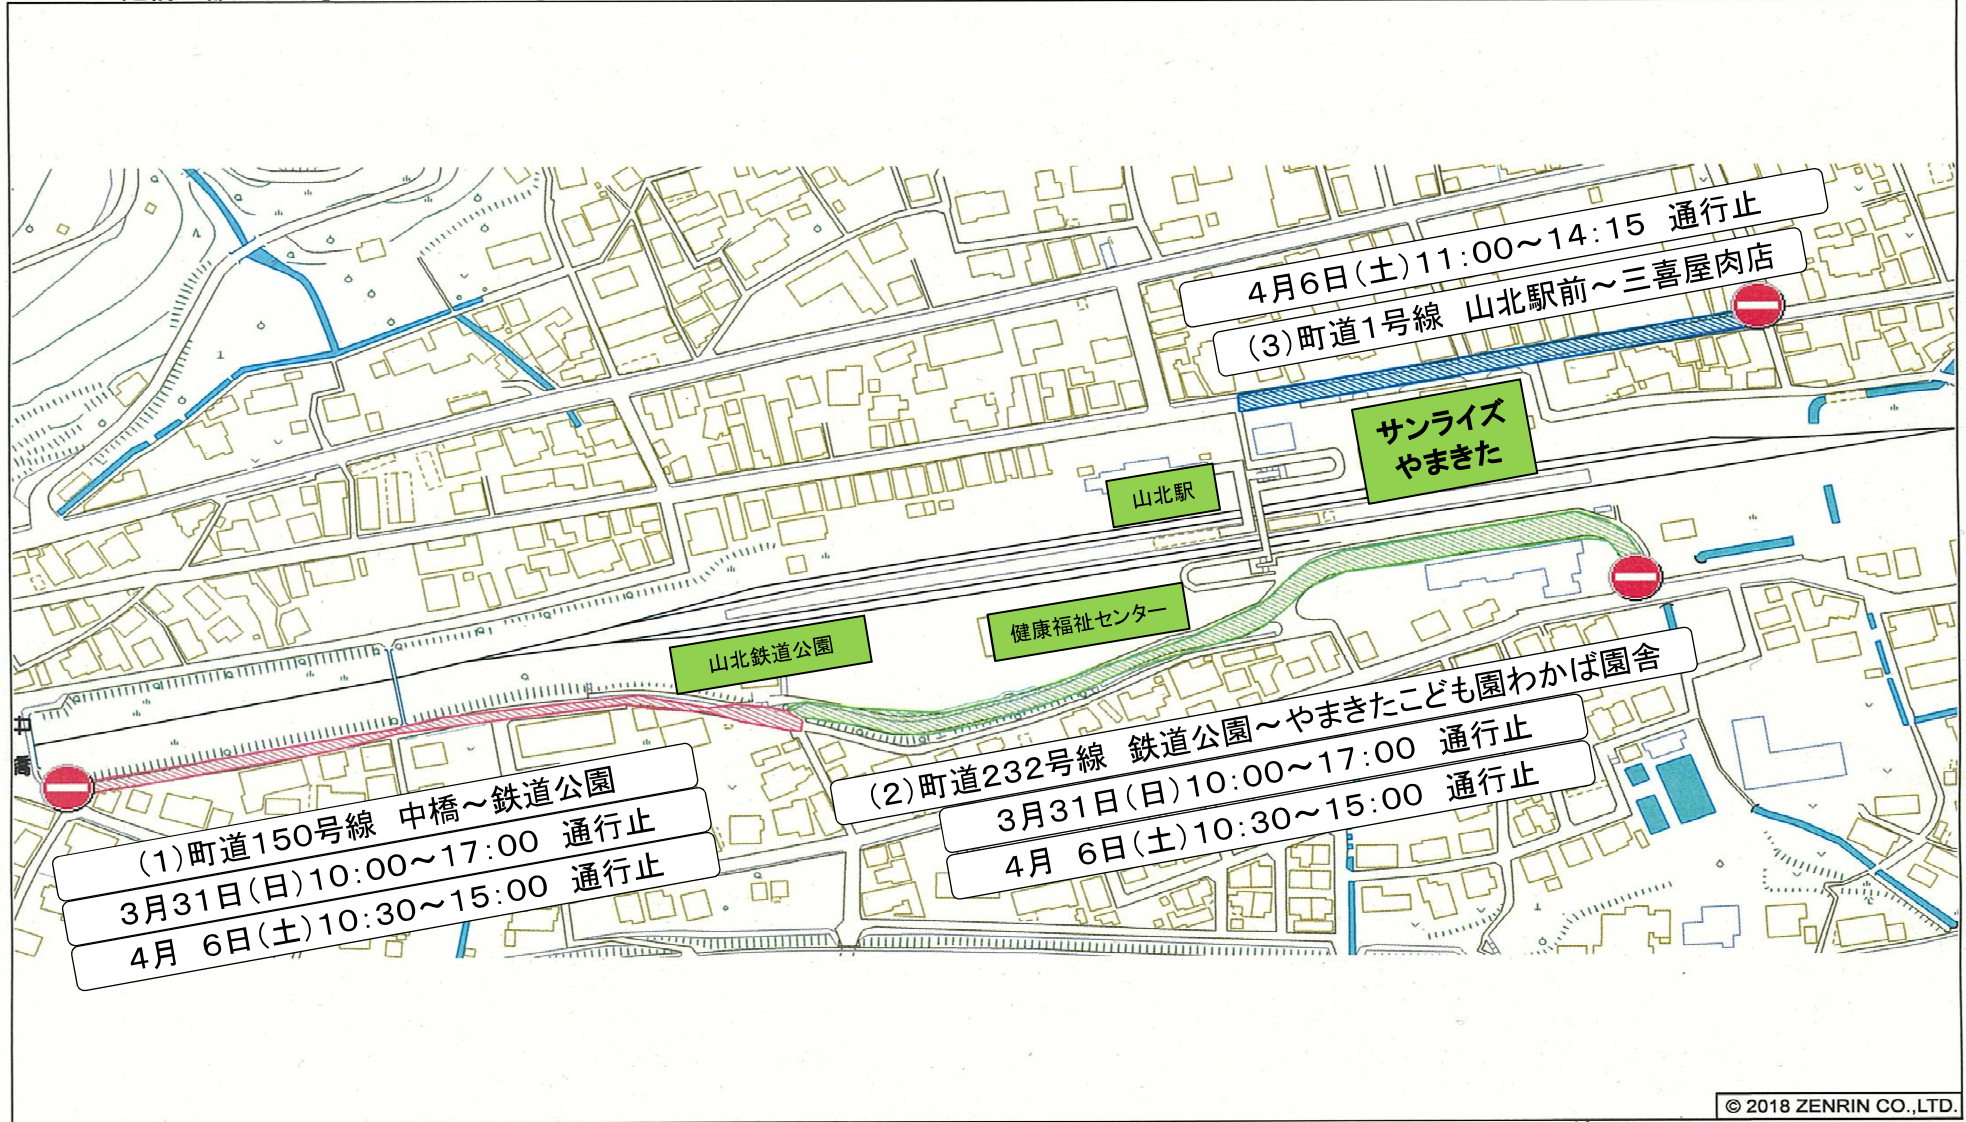 4月6日(土)11:00～14:15　通行止
(3)町道1号線　山北駅前～三喜屋肉店
サンライズ
やまきた
山北駅
健康福祉センター
山北鉄道公園
(2)町道232号線　鉄道公園～やまきたこども園わかば園舎
3月31日(日)10:00～17:00　通行止
4月　6日(土)10:30～15:00　通行止
(1)町道150号線　中橋～鉄道公園
3月31日(日)10:00～17:00　通行止
4月　6日(土)10:30～15:00　通行止
© 2018 ZENRIN CO.,LTD.